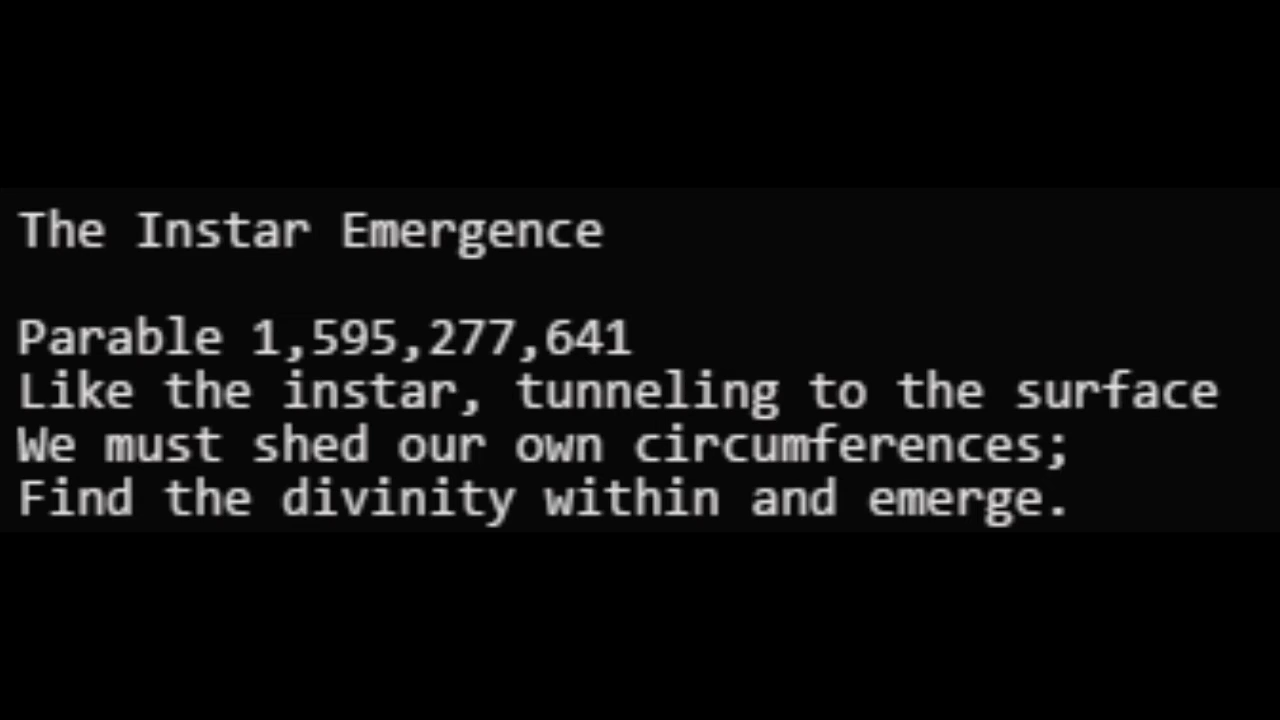 The Instar Emergence
Parable 1,595,277,641
Like the instar, tunneling to the surface
We must shed our own circumferences;
Find the divinity within and emerge.